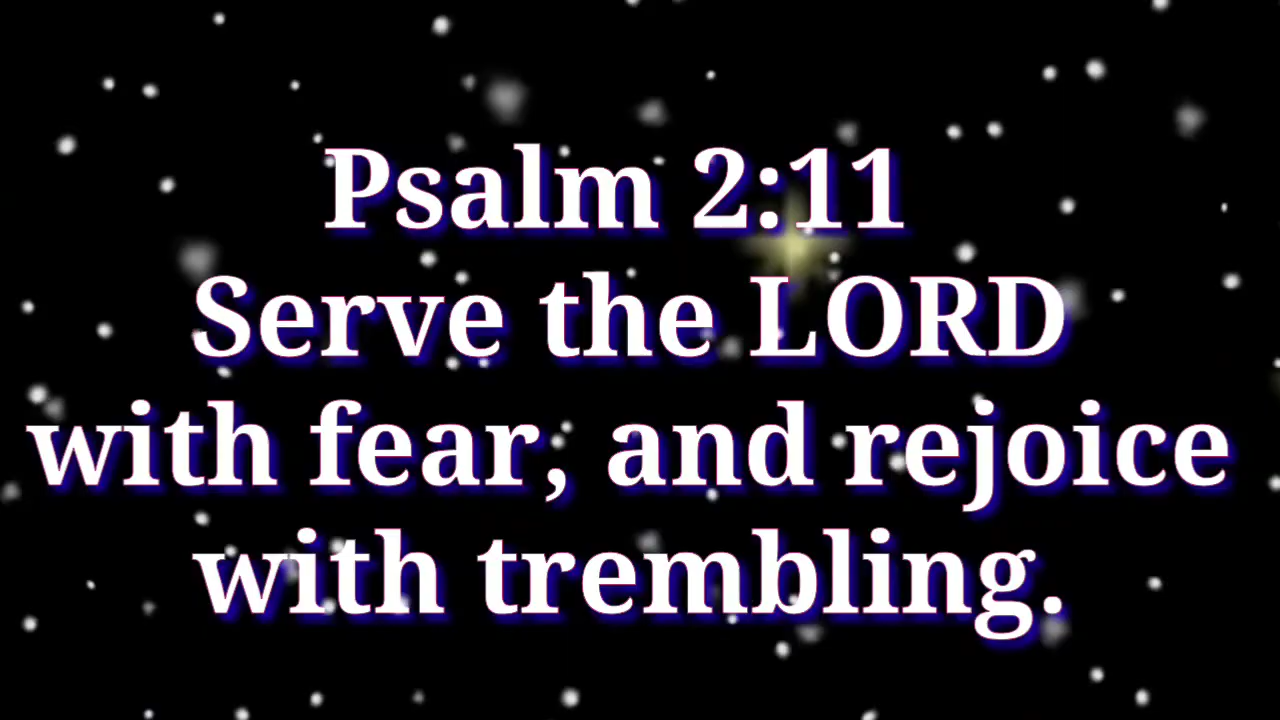 Psalm 2:11
Serve the LORD
with fear, and rejoice
with trembling.